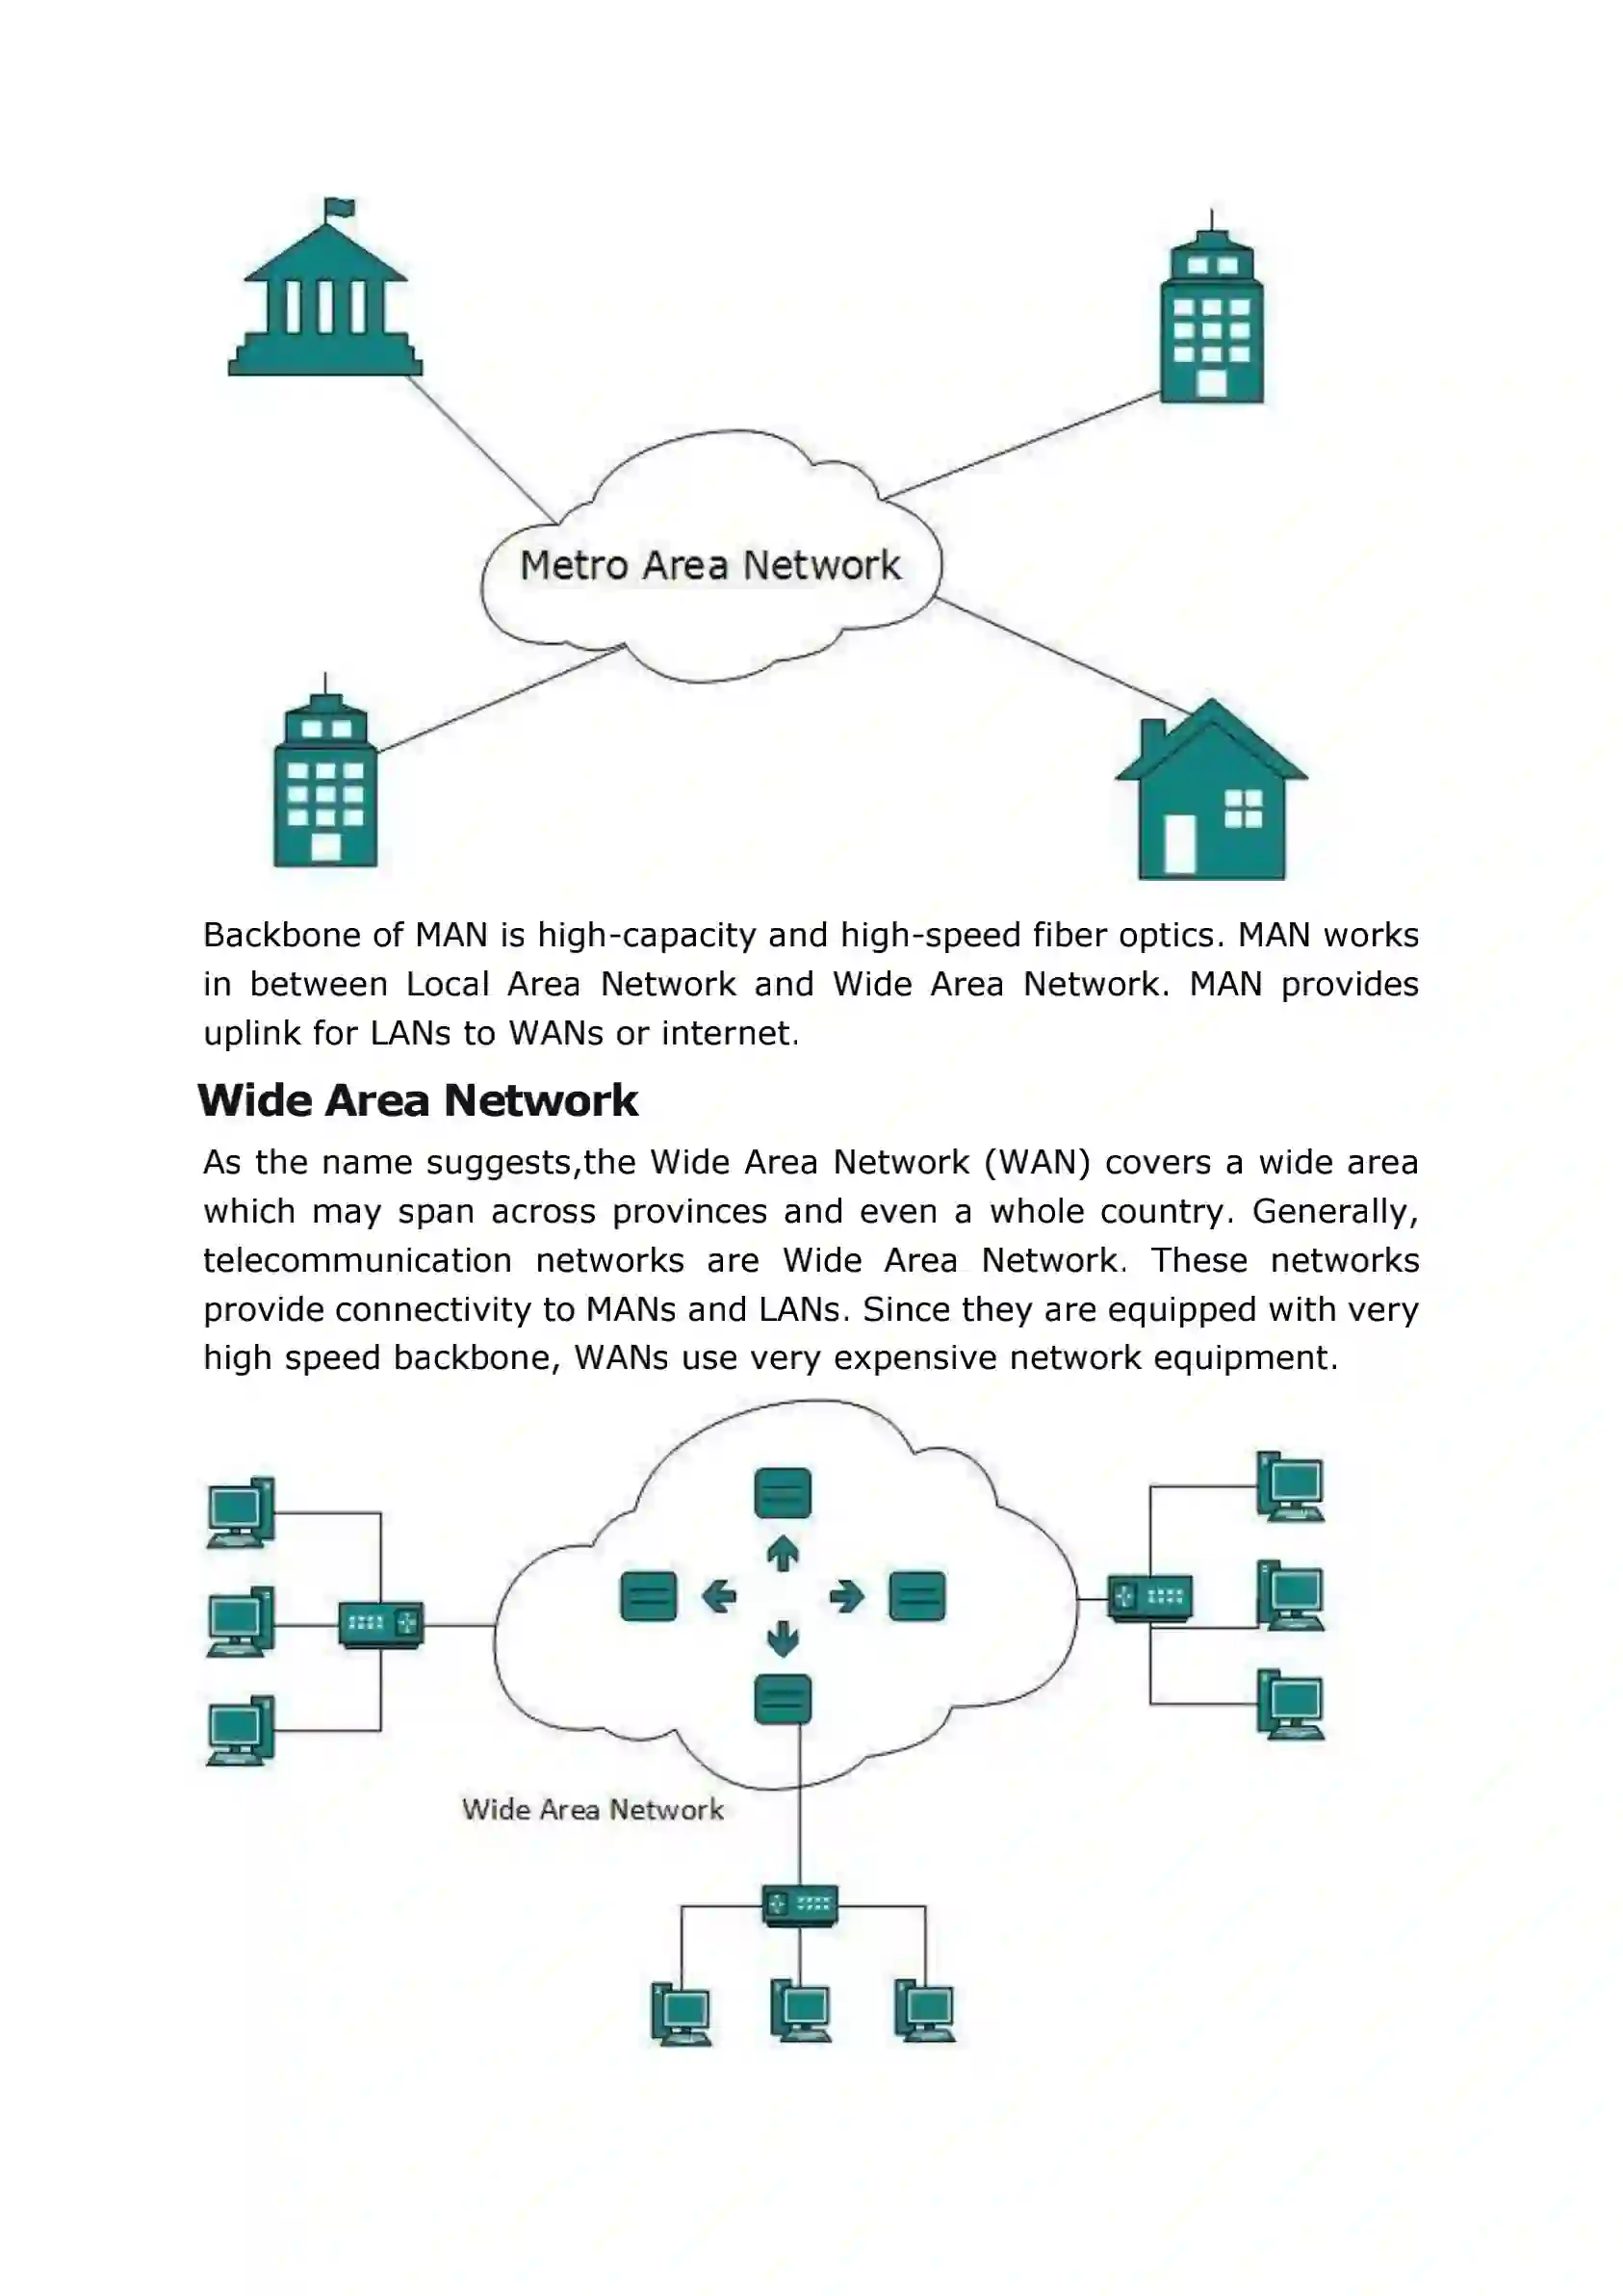 Metro Area Network
Backbone of MAN is high-capacity and high-speed fiber optics. MAN works
in between Local Area Network and Wide Area Network. MAN provides
uplink for LANs to WANs or internet.
Wide Area Network
As the name suggests,the Wide Area Network (WAN) covers a wide area
which may span across provinces and even a whole country. Generally,
telecommunication networks are Wide Area Network. These networks
provide connectivity to MANs and LANs. Since they are equipped with very
high speed backbone, WANs use very expensive network equipment.
Wide Area Network